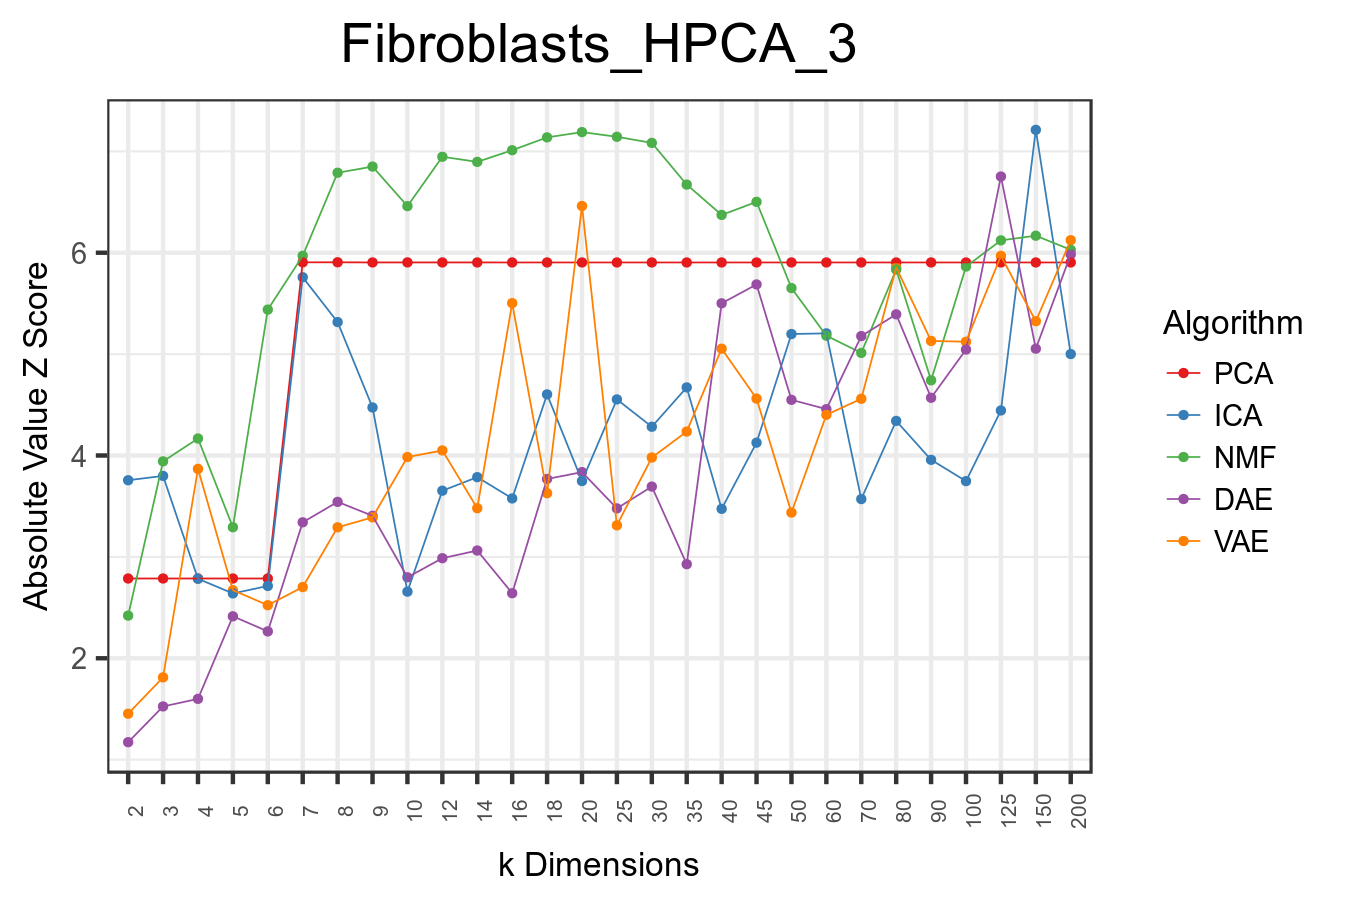 Fibroblasts_HPCA_3
Absolute Value Z Score
6
4
2
2 3 4 5 6 7 8 9 10 12 14 16 18 20 25 30 35 40 45 50 60 70 80 90 100 125 150 200
k Dimensions
Algorithm
PCA
ICA
NMF
DAE
VAE